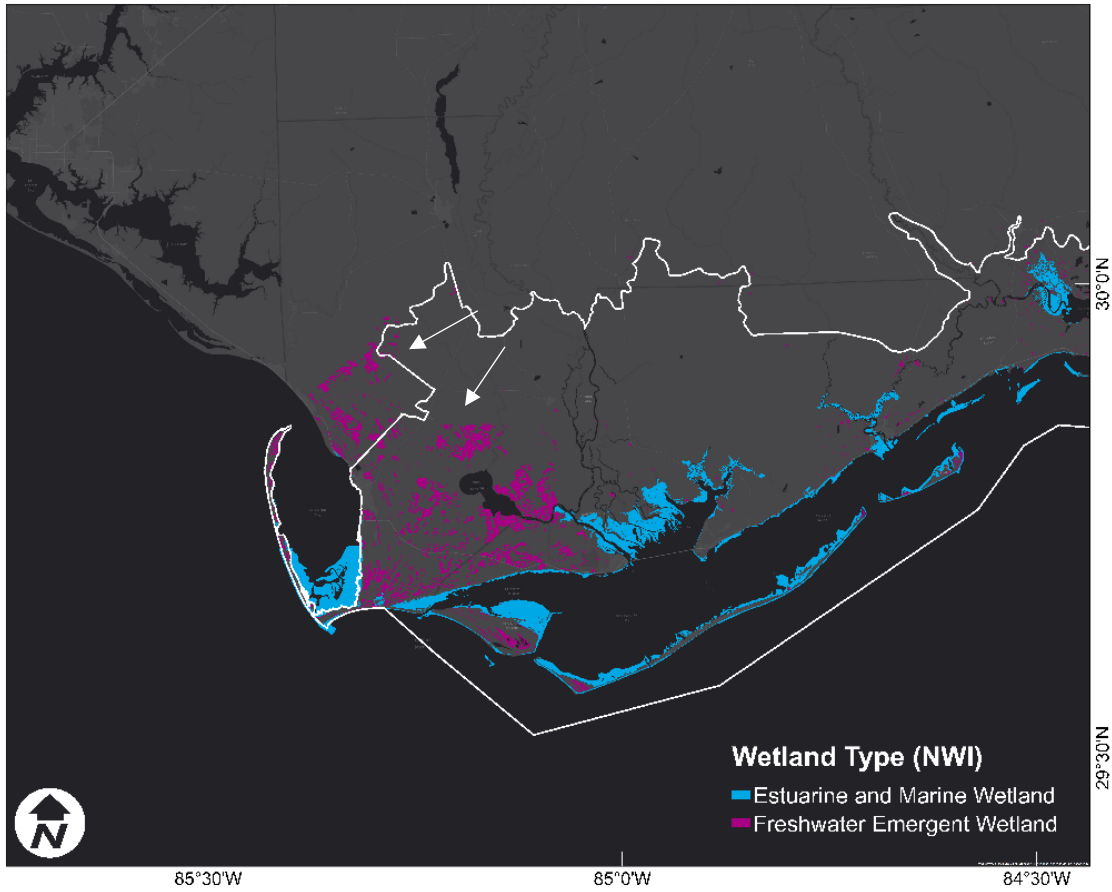 30°0'N
29°30'N
Wetland Type (NWI)
Estuarine and Marine Wetland
Freshwater Emergent Wetland
N
85°30'W
85°0'W
84°30'W